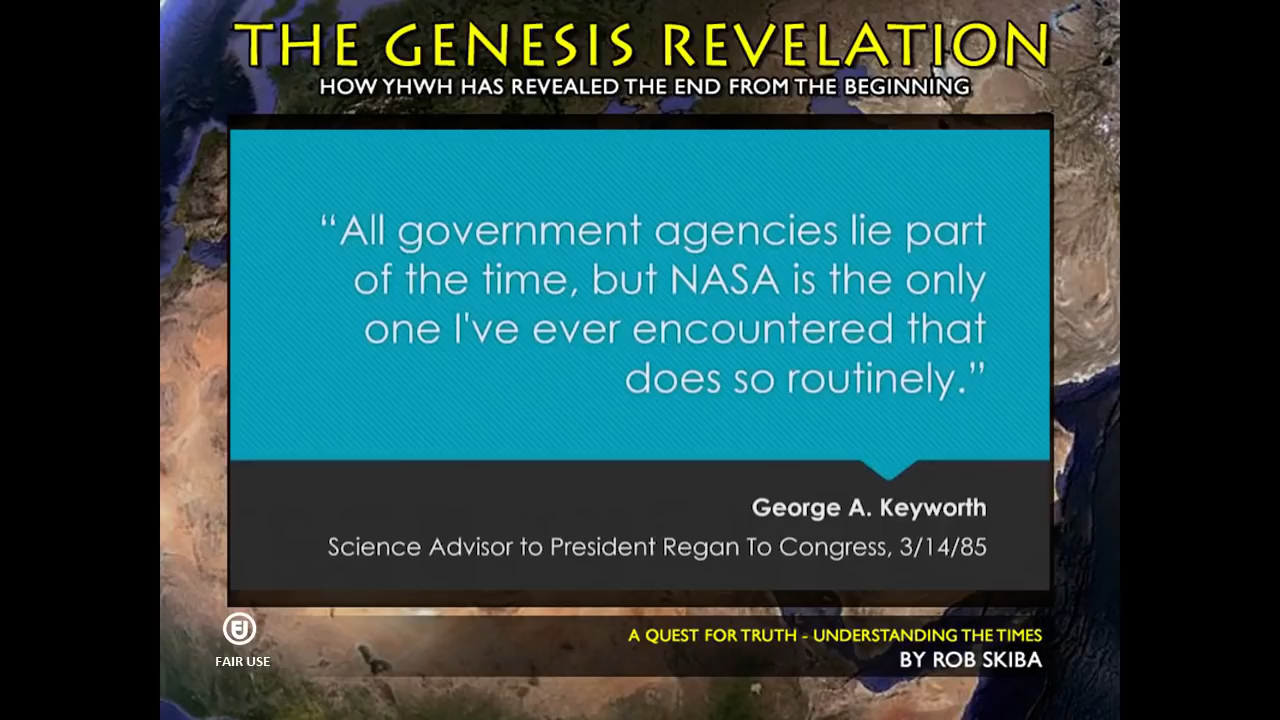 THE GENESIS REVELATION
HOW YHWH HAS REVEALED THE END FROM THE BEGINNING
“All government agencies lie part
of the time, but NASA is the only
one I've ever encountered that
does so routinely.”
George A. Keyworth
Science Advisor to President Regan To Congress, 3/14/85
EJ
FAIR USE
A QUEST FOR TRUTH - UNDERSTANDING THE TIMES
BY ROB SKIBA